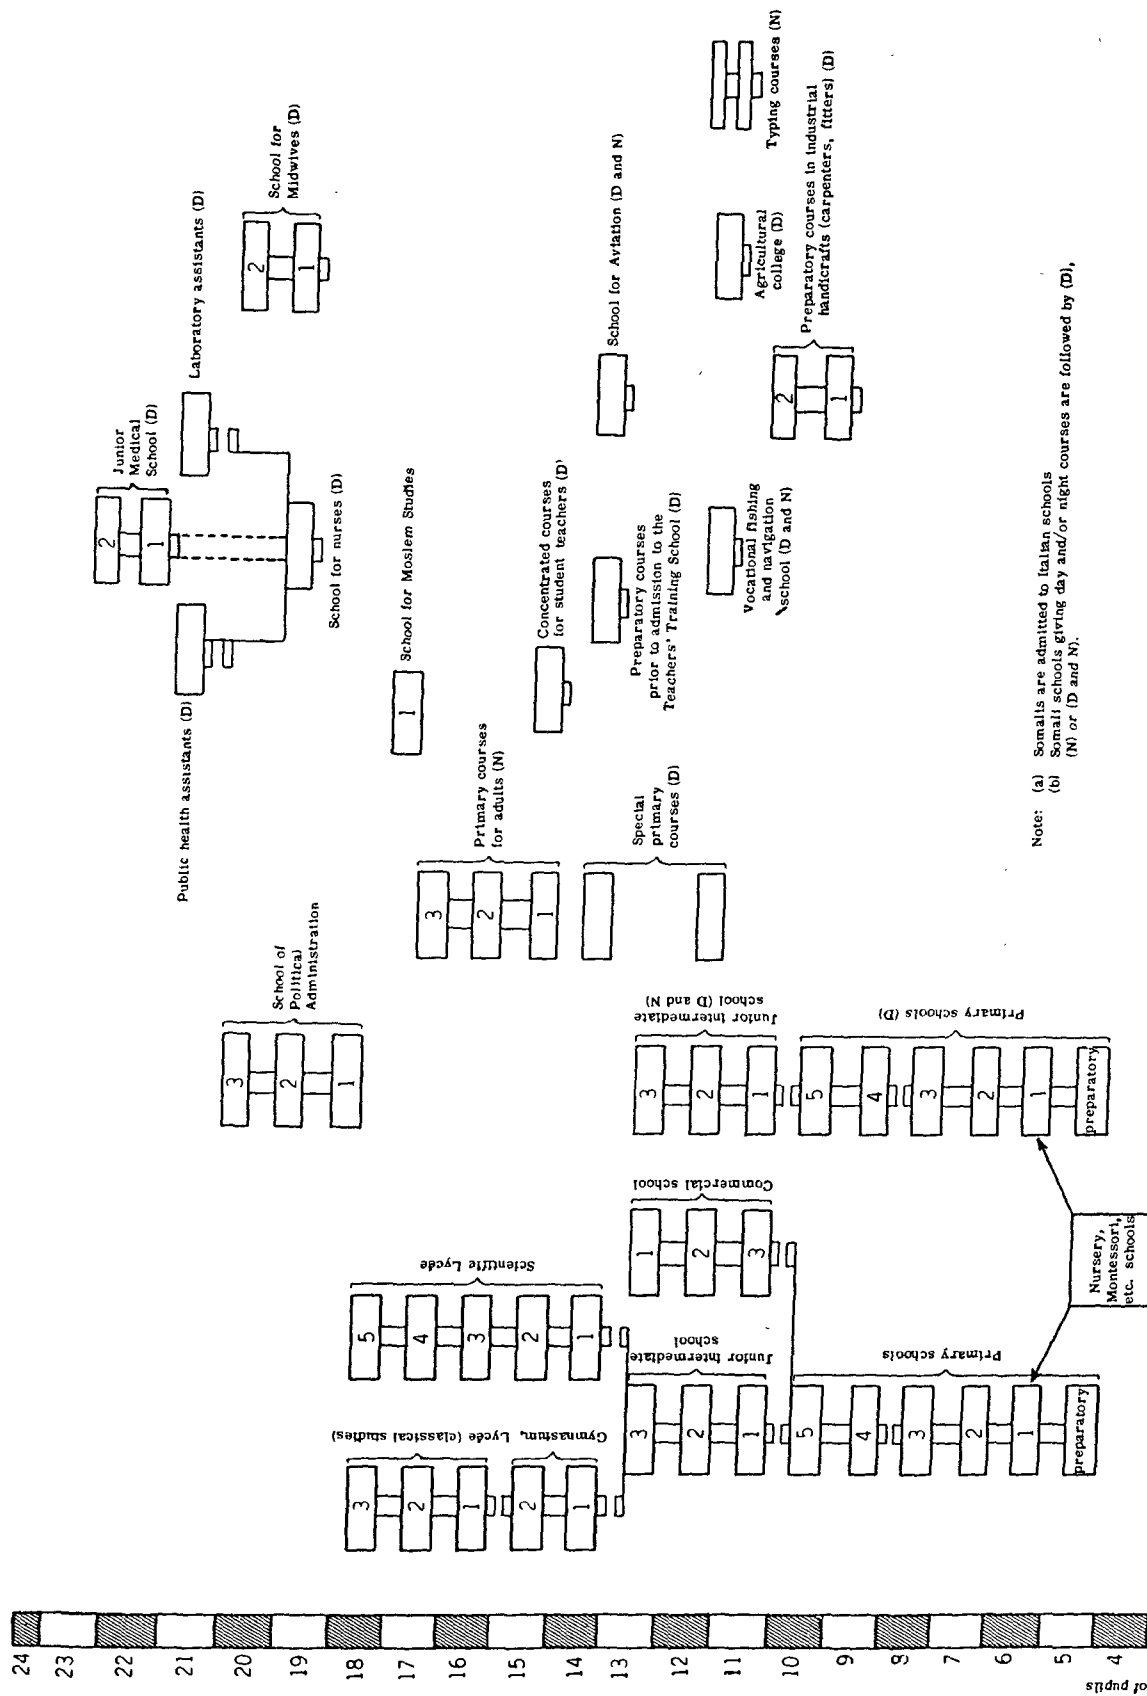 24
23
22
21
20
19
18
17
16
15
14
13
12
11
10
9
8
7
6
5
4
of pupils
Gymnasium, Lycée (classical studies)
3
2
1
2
1
Scientific Lycée
5
4
3
2
1
Junior Intermediate
school
3
2
1
Commercial school
1
2
3
Primary schools
5
4
3
2
1
preparatory
Nursery,
Montessori,
etc. schools
School of
Political
Administration
3
2
1
Junior Intermediate
school (D and N)
3
2
1
Primary schools (D)
5
4
3
2
1
preparatory
Primary courses
for adults (N)
3
2
1
Special
primary
courses (D)
School for Moslem Studies
1
Public health assistants (D)
Junior
Medical
School (D)
2
1
Laboratory assistants (D)
School for nurses (D)
School for
Midwives (D)
2
1
Concentrated courses
for student teachers (D)
Preparatory courses
prior to admission to the
Teachers' Training School (D)
School for Aviation (D and N)
Vocational fishing
and navigation
school (D and N)
Agricultural
college (D)
Typing courses (N)
Preparatory courses in industrial
handicrafts (carpenters, fitters) (D)
2
1
Note: (a) Somalis are admitted to Italian schools
(b) Somali schools giving day and/or night courses are followed by (D),
(N) or (D and N).